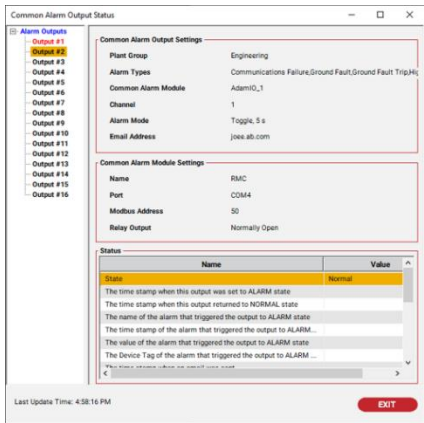 Common Alarm Output Status
Alarm Outputs
Output #1
Output #2
Output #3
Output #4
Output #5
Output #6
Output #7
Output #8
Output #9
Output #10
Output #11
Output #12
Output #13
Output #14
Output #15
Output #16
Common Alarm Output Settings
Plant Group Engineering
Alarm Types Communications Failure,Ground Fault,Ground Fault Trip,Hig
Common Alarm Module AdamIO_1
Channel 1
Alarm Mode Toggle, 5 s
Email Address joes.ab.com
Common Alarm Module Settings
Name RMC
Port COM4
Modbus Address 50
Relay Output Normally Open
Status
Name Value
State Normal
The time stamp when this output was set to ALARM state
The time stamp when this output returned to NORMAL state
The name of the alarm that triggered the output to ALARM state
The time stamp of the alarm that triggered the output to ALARM...
The value of the alarm that triggered the output to ALARM state
The Device Tag of the alarm that triggered the output to ALARM ...
The time stamp when an email was sent
Last Update Time: 4:58:16 PM
EXIT